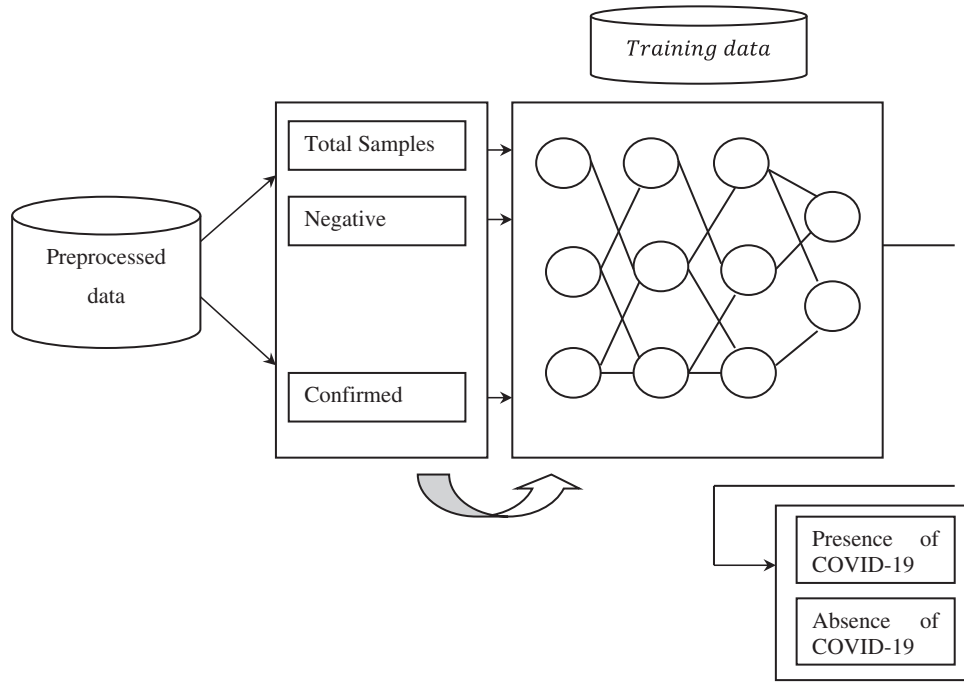 Training data
Total Samples
Negative
Preprocessed
data
Confirmed
Presence of
COVID-19
Absence of
COVID-19